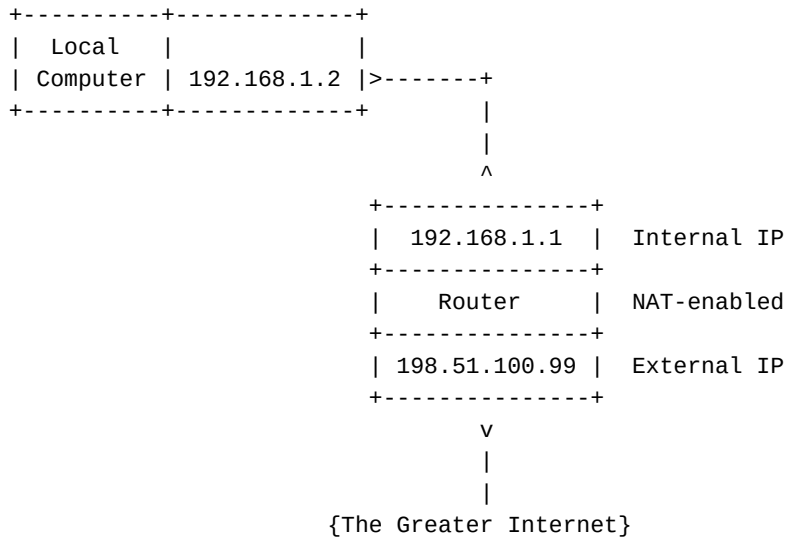 Local
Computer 192.168.1.2
192.168.1.1 Internal IP
Router NAT-enabled
198.51.100.99 External IP
{The Greater Internet}